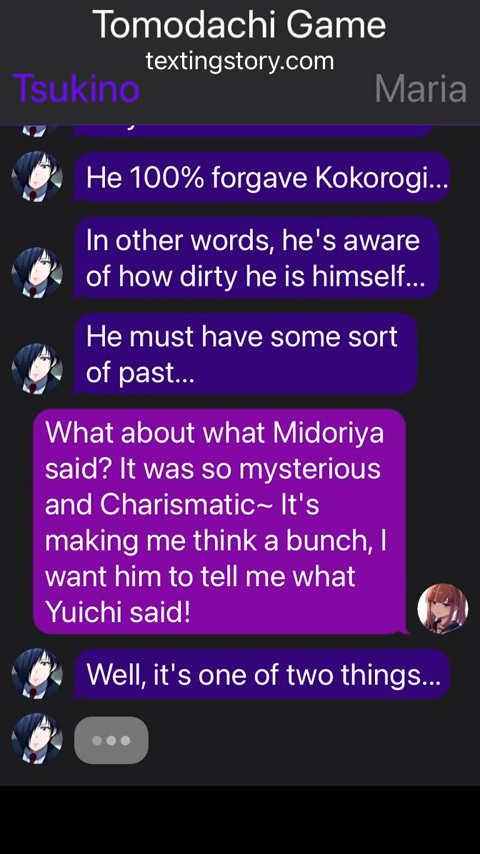 Tomodachi Game
textingstory.com
Tsukino
Maria
He 100% forgave Kokorogi...
In other words, he's aware
of how dirty he is himself...
He must have some sort
of past...
What about what Midoriya
said? It was so mysterious
and Charismatic~ It's
making me think a bunch, I
want him to tell me what
Yuichi said!
Well, it's one of two things...